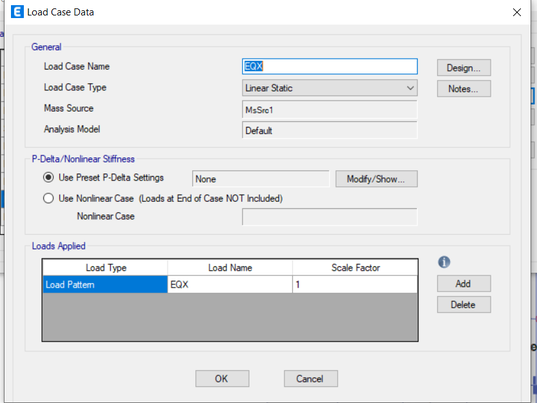 E Load Case Data
General
Load Case Name EQX Design...
Load Case Type Linear Static Notes...
Mass Source MsSrc1
Analysis Model Default
P-Delta/Nonlinear Stiffness
Use Preset P-Delta Settings None Modify/Show...
Use Nonlinear Case (Loads at End of Case NOT Included)
Nonlinear Case
Loads Applied
Load Type Load Name Scale Factor
Load Pattern EQX 1
Add
Delete
OK Cancel